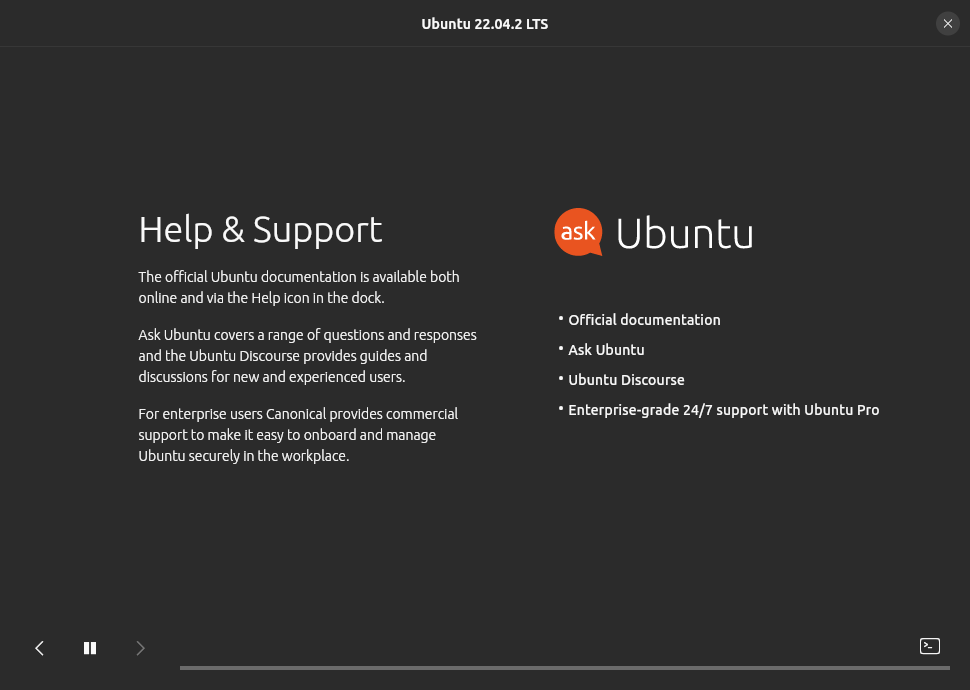 Ubuntu 22.04.2 LTS
Help & Support
The official Ubuntu documentation is available both
online and via the Help icon in the dock.
Ask Ubuntu covers a range of questions and responses
and the Ubuntu Discourse provides guides and
discussions for new and experienced users.
For enterprise users Canonical provides commercial
support to make it easy to onboard and manage
Ubuntu securely in the workplace.
ask Ubuntu
• Official documentation
• Ask Ubuntu
• Ubuntu Discourse
• Enterprise-grade 24/7 support with Ubuntu Pro